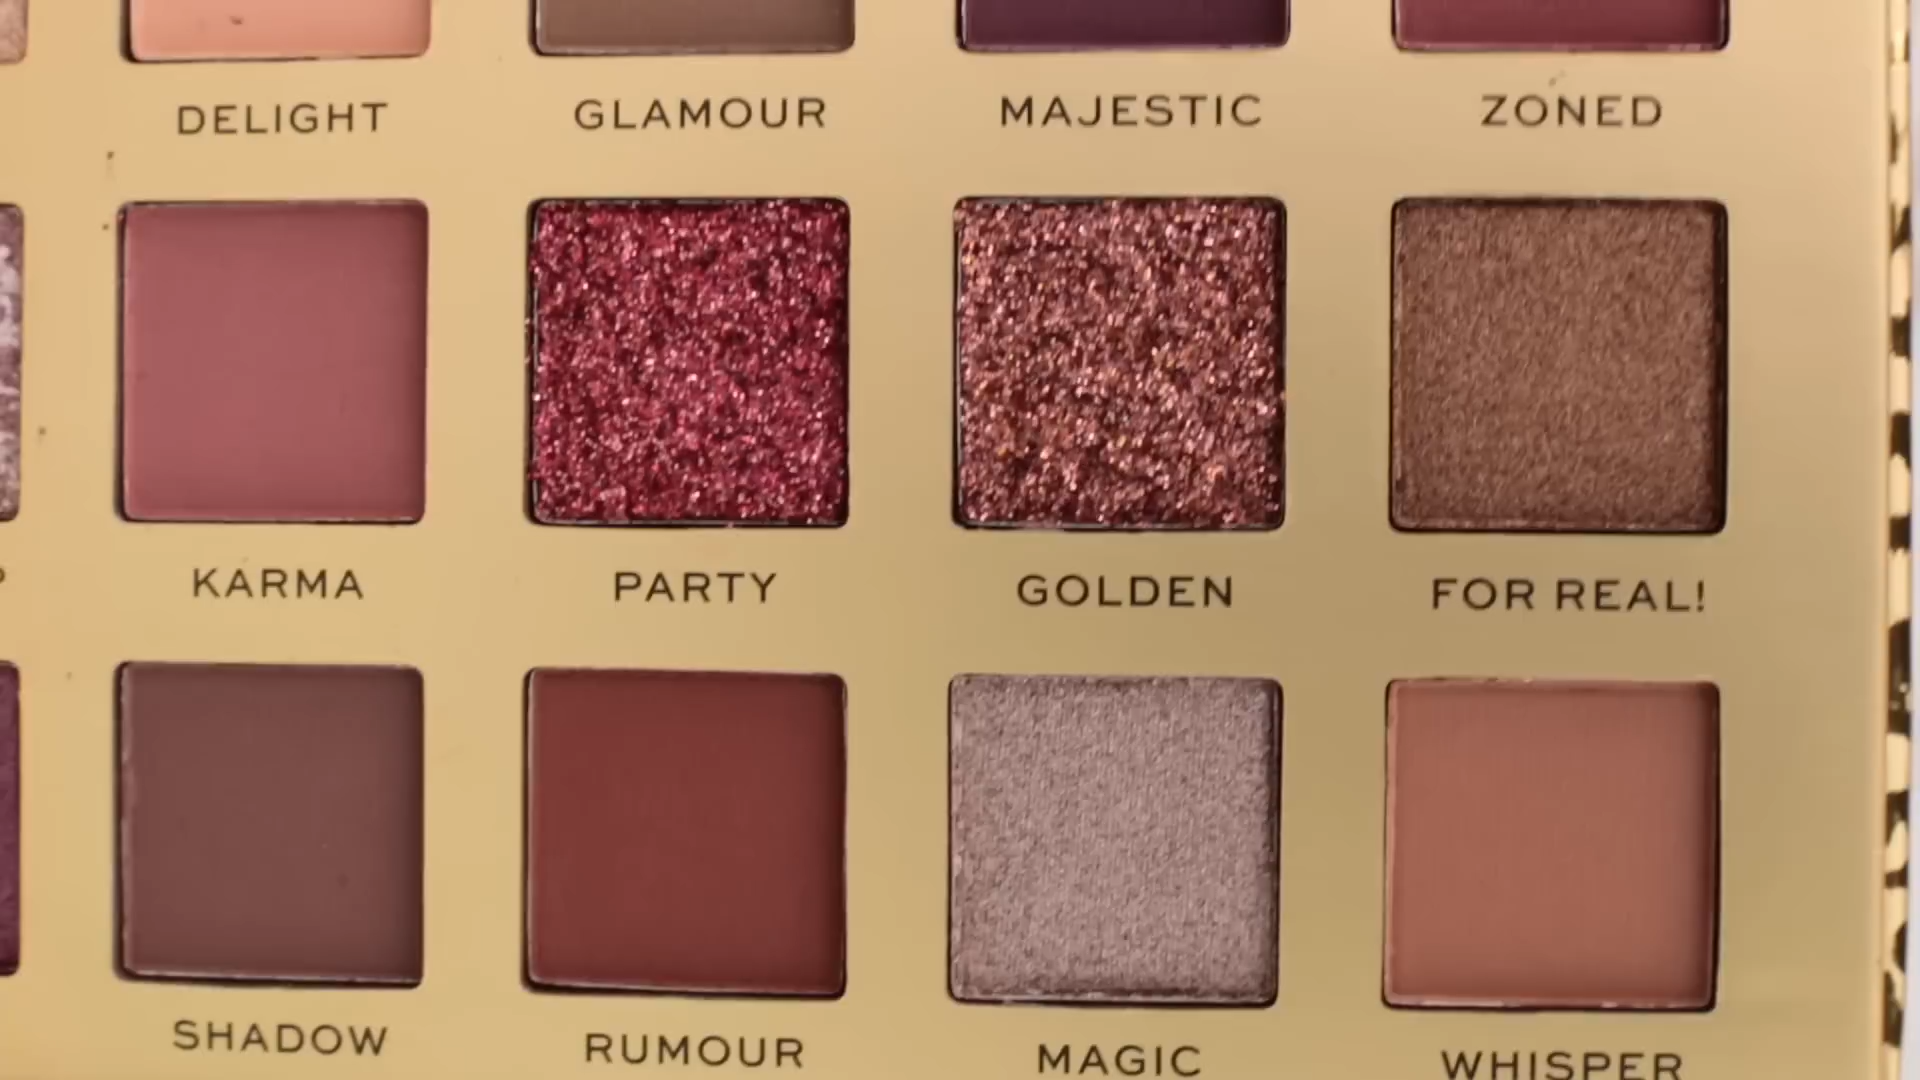 DELIGHT
GLAMOUR
MAJESTIC
ZONED
KARMA
PARTY
GOLDEN
FOR REAL!
SHADOW
RUMOUR
MAGIC
WHISPER